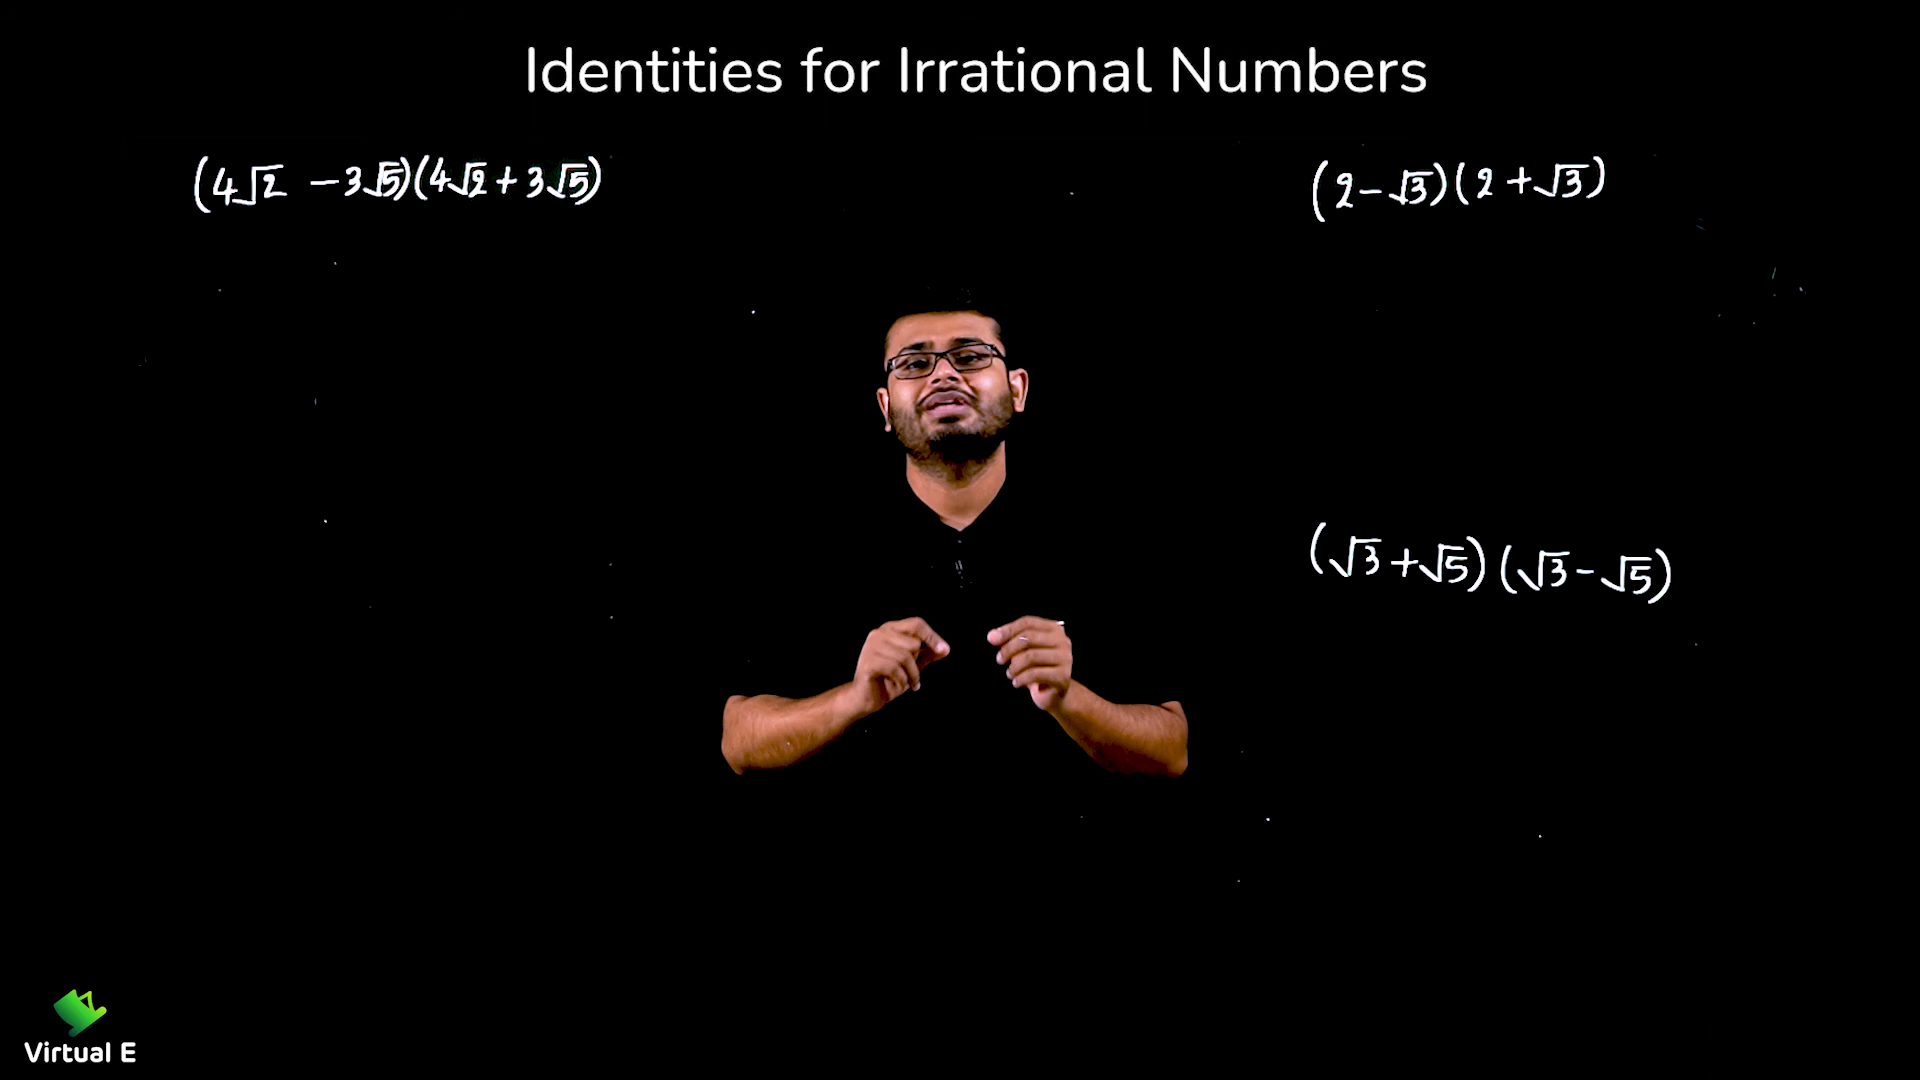 Identities for Irrational Numbers
(4√2 −3√5)(4√2+3√5)
(2−√3)(2+√3)
(√3+√5)(√3−√5)
Virtual E